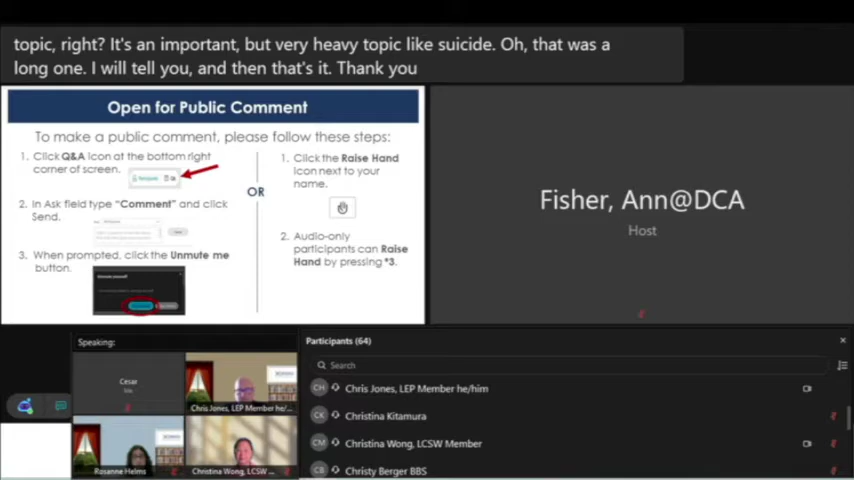 topic, right? It's an important, but very heavy topic like suicide. Oh, that was a
long one. I will tell you, and then that's it. Thank you
Open for Public Comment
To make a public comment, please follow these steps:
1. Click Q&A icon at the bottom right
corner of screen.
2. In Ask field type "Comment" and click
Send.
3. When prompted, click the Unmute me
button.
OR
1. Click the Raise Hand
icon next to your
name.
2. Audio-only
participants can Raise
Hand by pressing *3.
Fisher, Ann@DCA
Host
Speaking:
Cesar
Chris Jones, LEP Member he/...
Rosanne Helms
Christina Wong, LCSW ...
Participants (64)
Search
CH Chris Jones, LEP Member he/him
CK Christina Kitamura
CM Christina Wong, LCSW Member
CB Christy Berger BBS